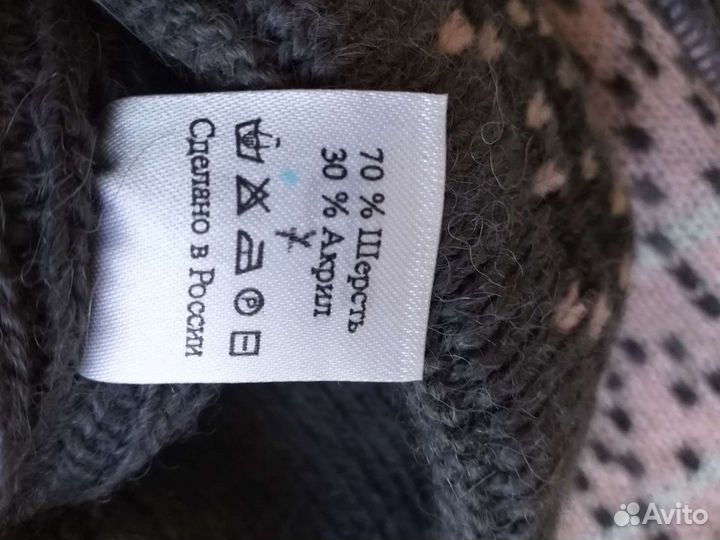 70 % Шерсть
30 % Акрил
Сделано в России
Avito